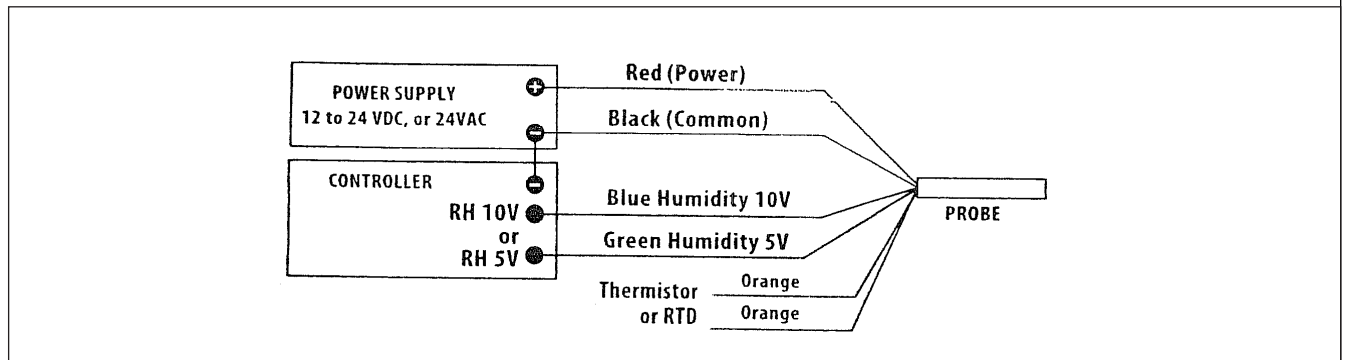 Red (Power)
POWER SUPPLY
12 to 24 VDC, or 24VAC
Black (Common)
CONTROLLER
RH 10V
or
RH 5V
Blue Humidity 10V
Green Humidity 5V
PROBE
Thermistor
or RTD
Orange
Orange